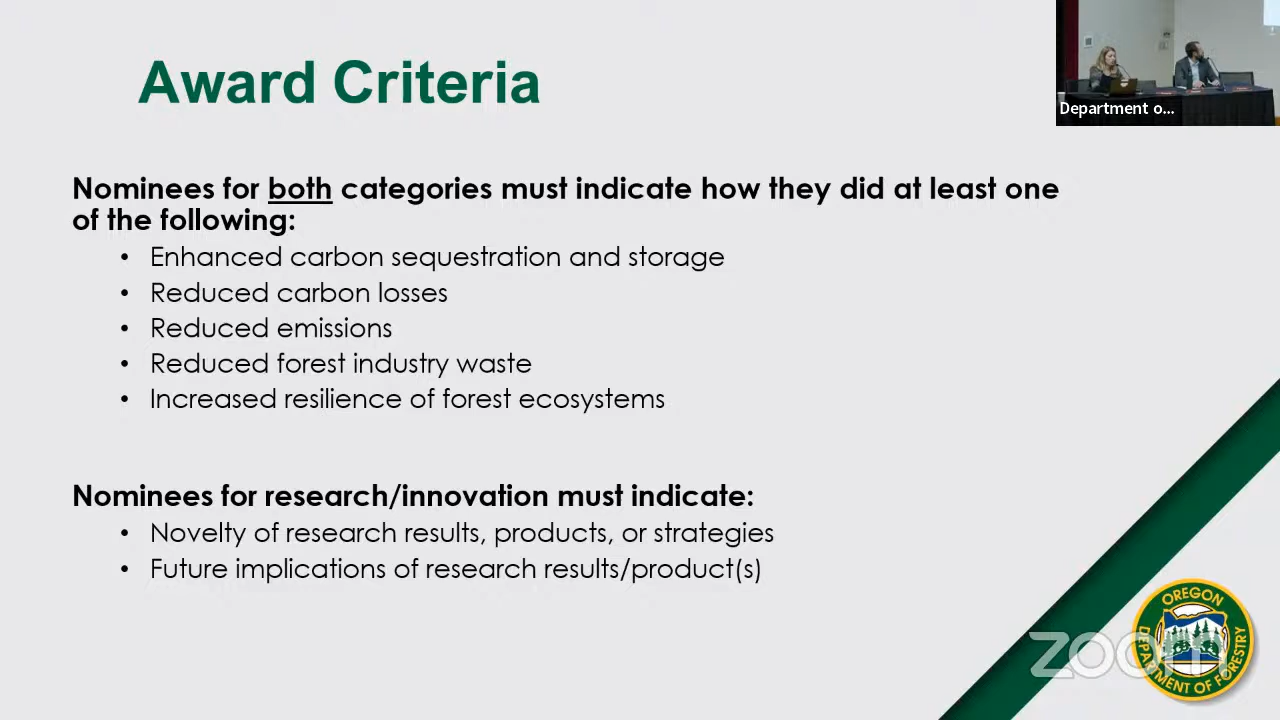 Award Criteria
Department o...
Nominees for both categories must indicate how they did at least one
of the following:
• Enhanced carbon sequestration and storage
• Reduced carbon losses
• Reduced emissions
• Reduced forest industry waste
• Increased resilience of forest ecosystems
Nominees for research/innovation must indicate:
• Novelty of research results, products, or strategies
• Future implications of research results/product(s)
OREGON
DEPARTMENT OF FORESTRY
zoom